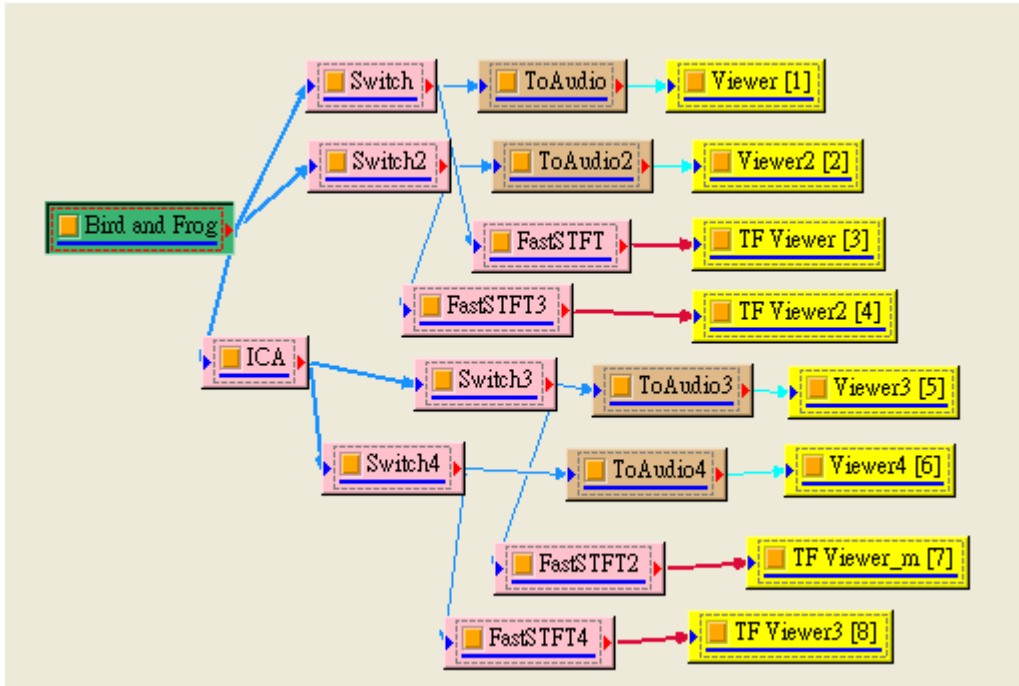 Switch
ToAudio
Viewer [1]
Switch2
ToAudio2
Viewer2 [2]
Bird and Frog
FastSTFT
TF Viewer [3]
FastSTFT3
TF Viewer2 [4]
ICA
Switch3
ToAudio3
Viewer3 [5]
Switch4
ToAudio4
Viewer4 [6]
FastSTFT2
TF Viewer_m [7]
FastSTFT4
TF Viewer3 [8]